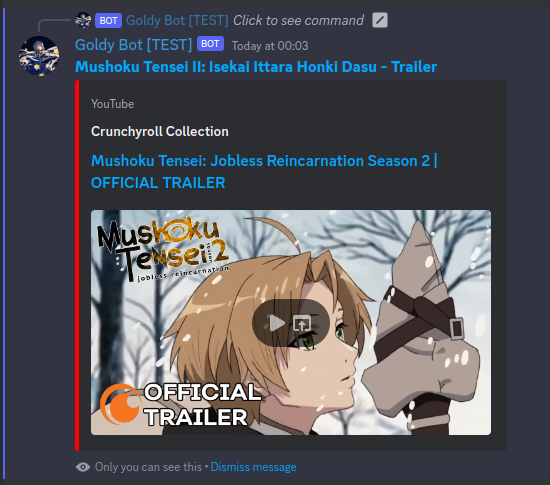 BOT Goldy Bot [TEST] Click to see command
Goldy Bot [TEST] BOT Today at 00:03
Mushoku Tensei II: Isekai Ittara Honki Dasu - Trailer
YouTube
Crunchyroll Collection
Mushoku Tensei: Jobless Reincarnation Season 2 |
OFFICIAL TRAILER
Mushoku
Tensei 2
jobless reincarnation
OFFICIAL
TRAILER
Only you can see this • Dismiss message